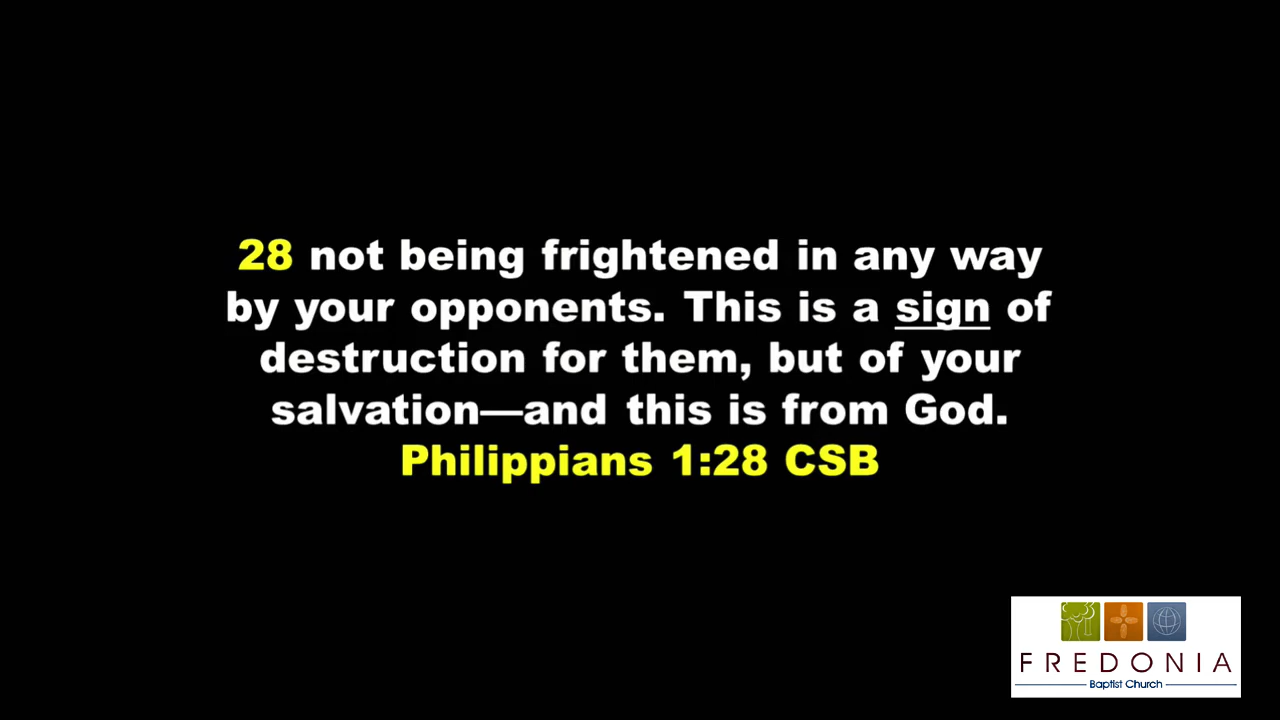 28 not being frightened in any way
by your opponents. This is a sign of
destruction for them, but of your
salvation—and this is from God.
Philippians 1:28 CSB
FREDONIA
Baptist Church